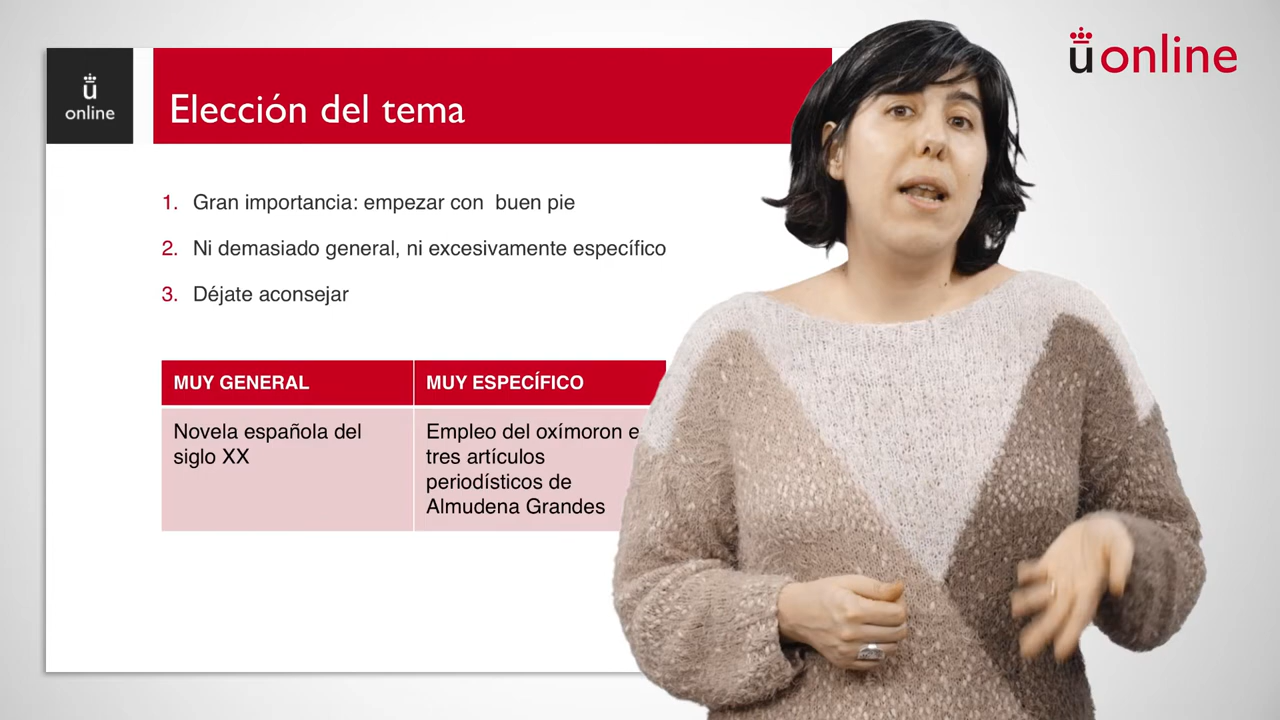 ü online
ü
online
Elección del tema
1. Gran importancia: empezar con buen pie
2. Ni demasiado general, ni excesivamente específico
3. Déjate aconsejar
MUY GENERAL
MUY ESPECÍFICO
Novela española del
siglo XX
Empleo del oxímoron e
tres artículos
periodísticos de
Almudena Grandes